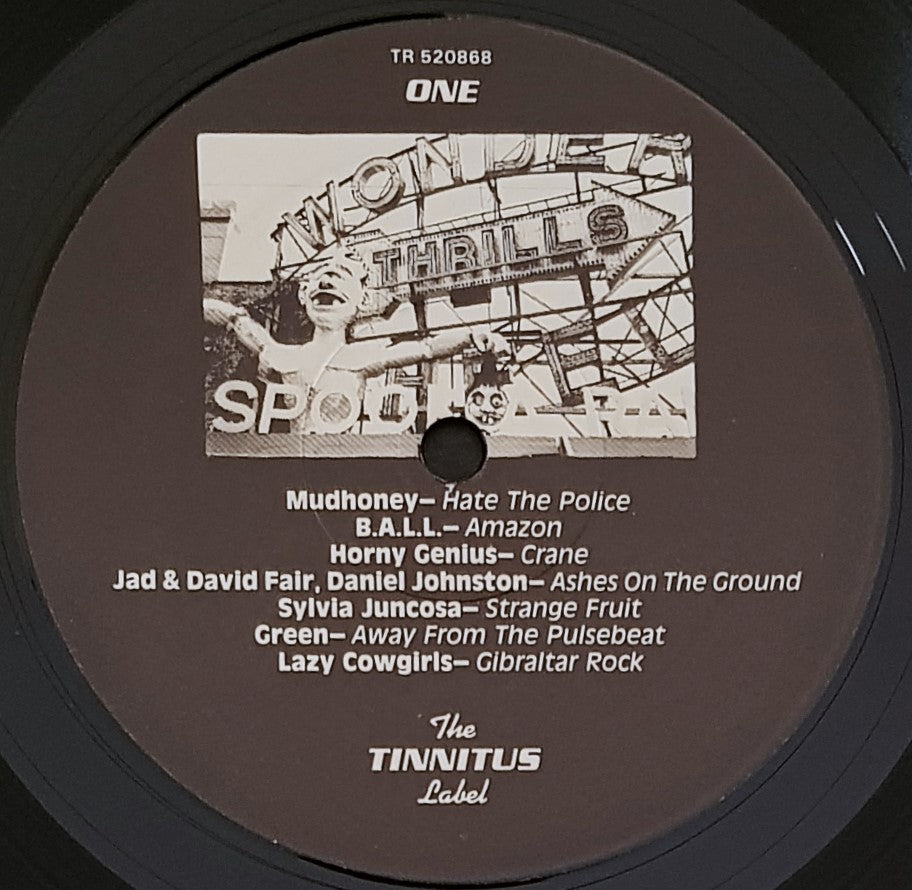 TR 520868
ONE
WONDER
THRILLS
SPOO
Mudhoney– Hate The Police
B.A.L.L.– Amazon
Horny Genius– Crane
Jad & David Fair, Daniel Johnston– Ashes On The Ground
Sylvia Juncosa– Strange Fruit
Green– Away From The Pulsebeat
Lazy Cowgirls– Gibraltar Rock
The
TINNITUS
Label